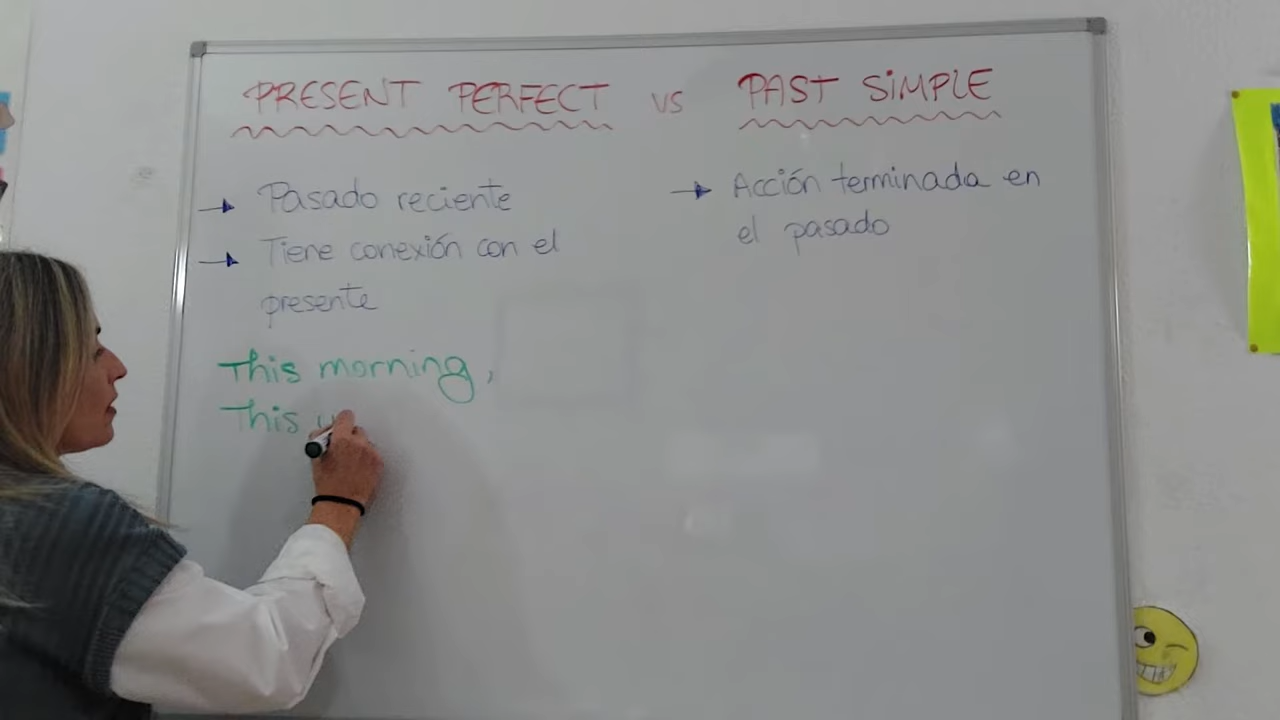 PRESENT PERFECT vs PAST SIMPLE
→ Pasado reciente
→ Tiene conexión con el
presente
This morning,
This
→ Acción terminada en
el pasado